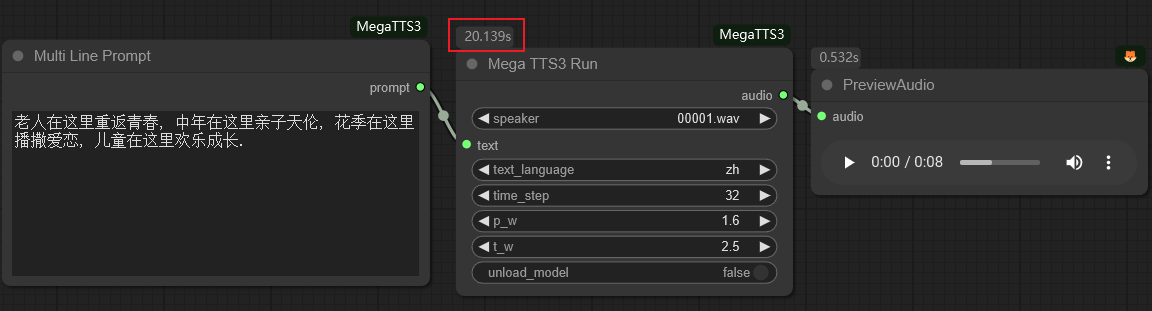 MegaTTS3
Multi Line Prompt
prompt
老人在这里重返青春, 中年在这里亲子天伦, 花季在这里
播撒爱恋, 儿童在这里欢乐成长.
20.139s
MegaTTS3
Mega TTS3 Run
audio
speaker 00001.wav
text
text_language zh
time_step 32
p_w 1.6
t_w 2.5
unload_model false
0.532s
PreviewAudio
audio
0:00 / 0:08